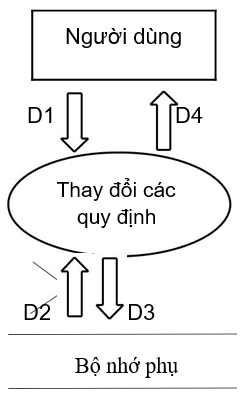 Người dùng
D1
D4
Thay đổi các
quy định
D2
D3
Bộ nhớ phụ